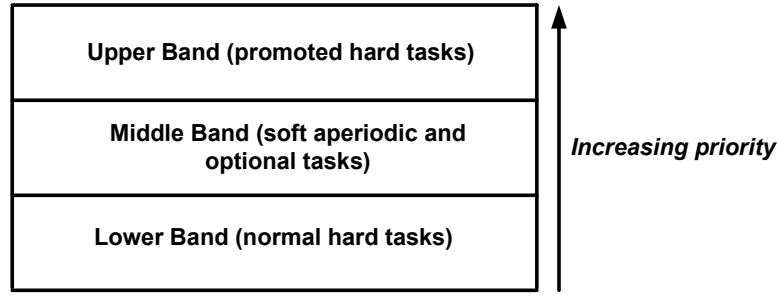 Upper Band (promoted hard tasks)
Middle Band (soft aperiodic and
optional tasks)
Increasing priority
Lower Band (normal hard tasks)